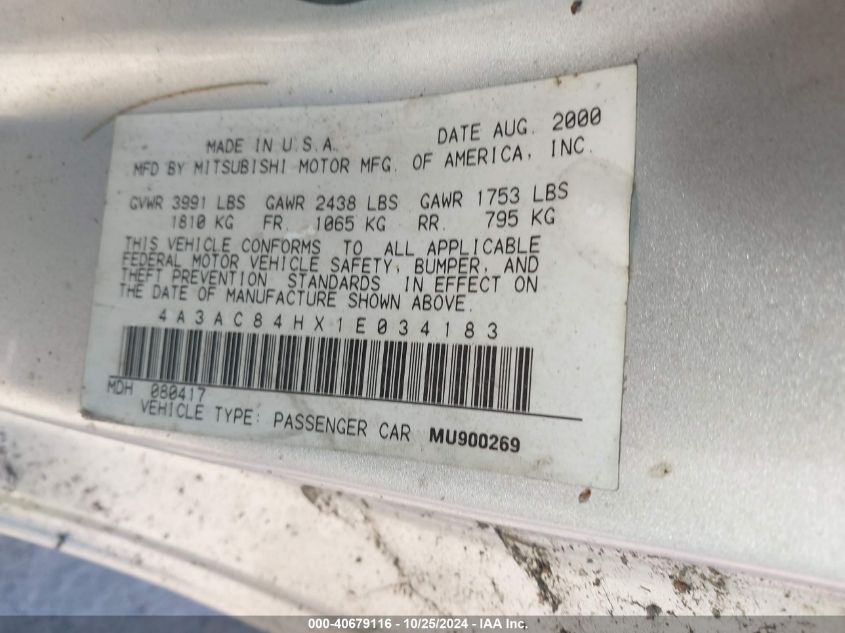 MADE IN U.S.A. DATE AUG. 2000
MFD BY MITSUBISHI MOTOR MFG. OF AMERICA, INC.
GVWR 3991 LBS GAWR 2438 LBS GAWR 1753 LBS
1810 KG FR. 1065 KG RR. 795 KG
THIS VEHICLE CONFORMS TO ALL APPLICABLE
FEDERAL MOTOR VEHICLE SAFETY, BUMPER, AND
THEFT PREVENTION STANDARDS IN EFFECT ON
THE DATE OF MANUFACTURE SHOWN ABOVE.
4A3AC84HX1E034183
MDH 080417
VEHICLE TYPE: PASSENGER CAR MU900269
000-40679116 - 10/25/2024 - IAA Inc.